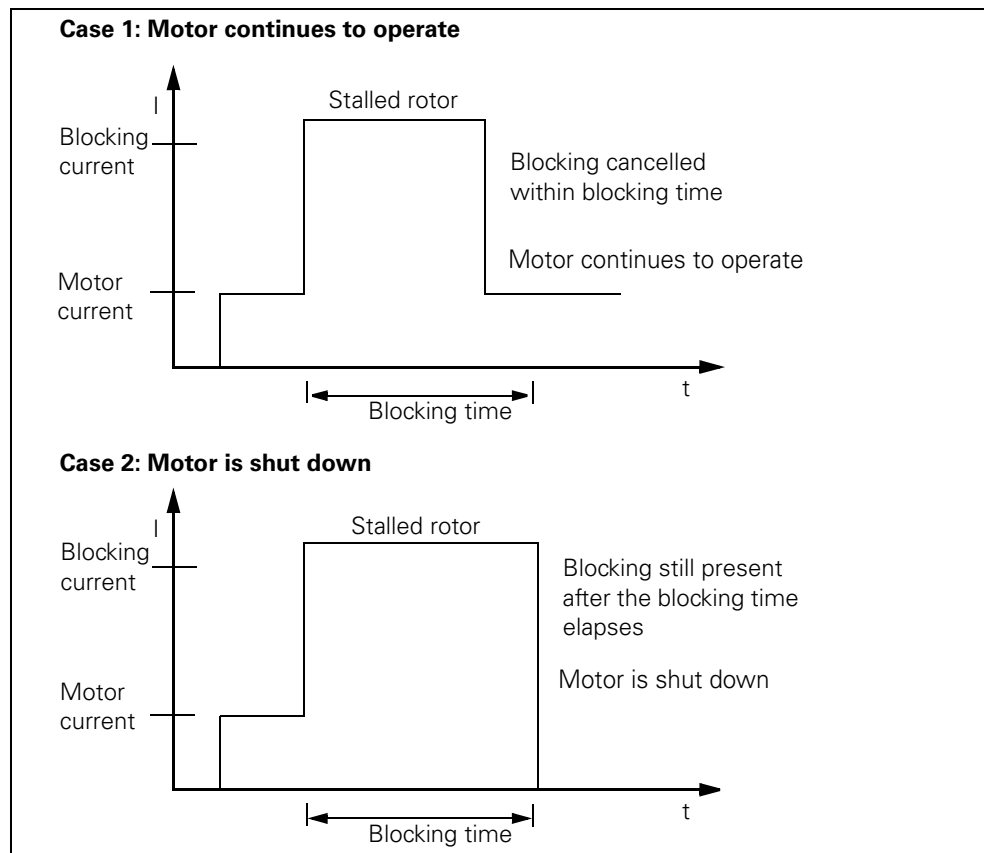 Case 1: Motor continues to operate
I
Stalled rotor
Blocking
current
Blocking cancelled
within blocking time
Motor continues to operate
Motor
current
t
Blocking time
Case 2: Motor is shut down
I
Stalled rotor
Blocking
current
Blocking still present
after the blocking time
elapses
Motor is shut down
Motor
current
t
Blocking time